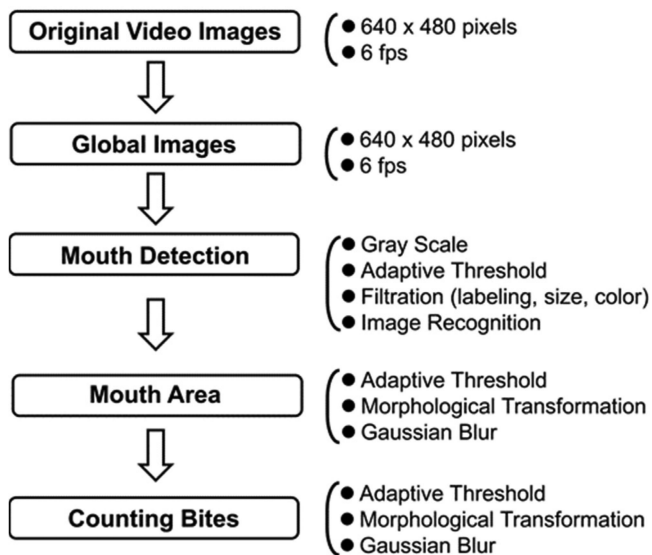 Original Video Images
● 640 x 480 pixels
● 6 fps
Global Images
● 640 x 480 pixels
● 6 fps
Mouth Detection
● Gray Scale
● Adaptive Threshold
● Filtration (labeling, size, color)
● Image Recognition
Mouth Area
● Adaptive Threshold
● Morphological Transformation
● Gaussian Blur
Counting Bites
● Adaptive Threshold
● Morphological Transformation
● Gaussian Blur